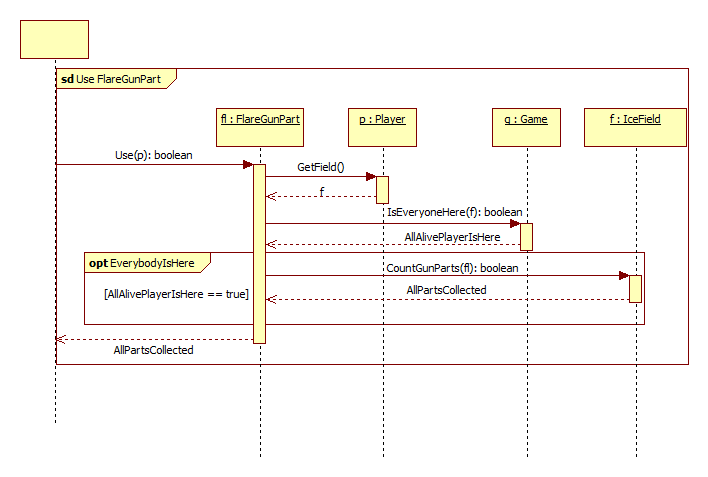 sd Use FlareGunPart
fl : FlareGunPart
p : Player
g : Game
f : IceField
Use(p): boolean
GetField()
f
IsEveryoneHere(f): boolean
AllAlivePlayerIsHere
opt EverybodyIsHere
CountGunParts(fl): boolean
[AllAlivePlayerIsHere == true]
AllPartsCollected
AllPartsCollected